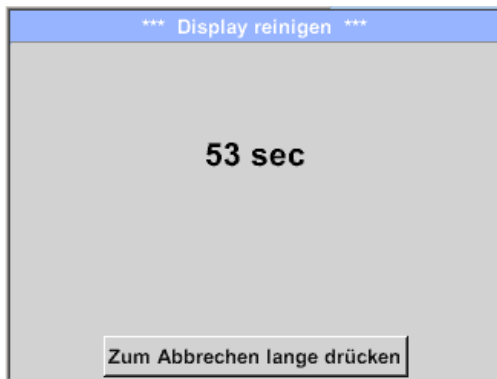 *** Display reinigen ***
53 sec
Zum Abbrechen lange drücken